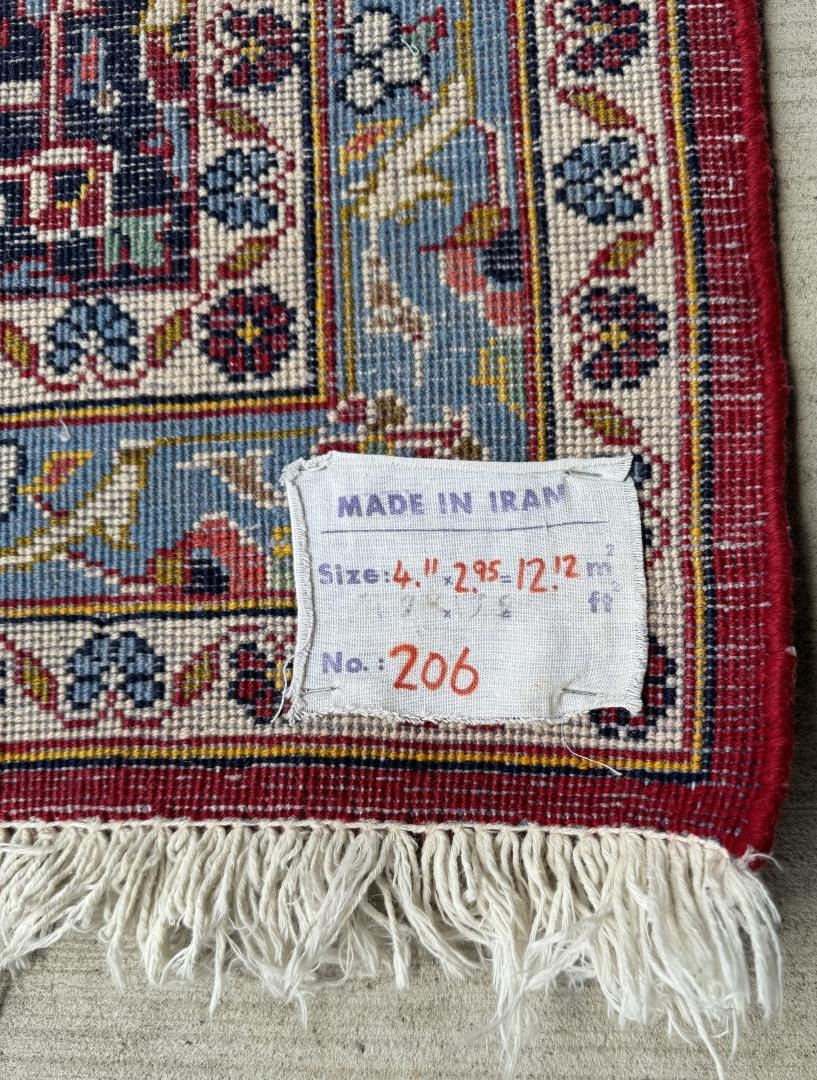 MADE IN IRAN
Size: 4.11 x 2.95 = 12.12 m²
ft²
No.: 206